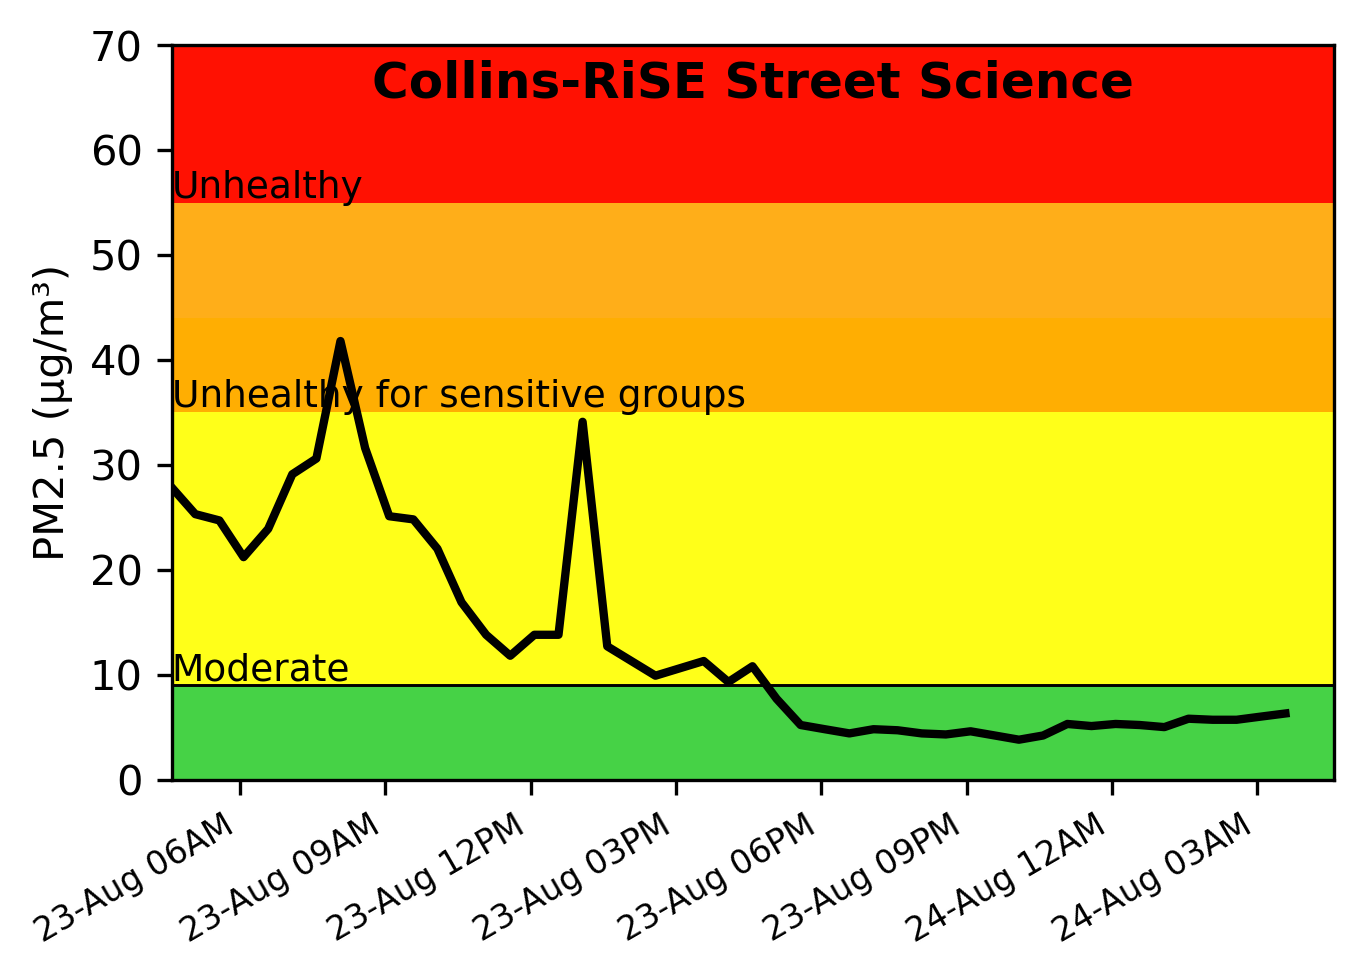 Collins-RiSE Street Science
70
60
50
40
30
20
10
0
PM2.5 (µg/m³)
Unhealthy
Unhealthy for sensitive groups
Moderate
23-Aug 06AM
23-Aug 09AM
23-Aug 12PM
23-Aug 03PM
23-Aug 06PM
23-Aug 09PM
24-Aug 12AM
24-Aug 03AM